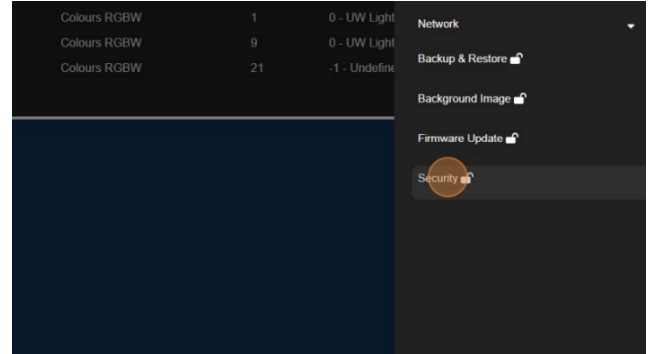 Colours RGBW 1 0 - UW Light
Colours RGBW 9 0 - UW Light
Colours RGBW 21 -1 - Undefine
Network
Backup & Restore
Background Image
Firmware Update
Security